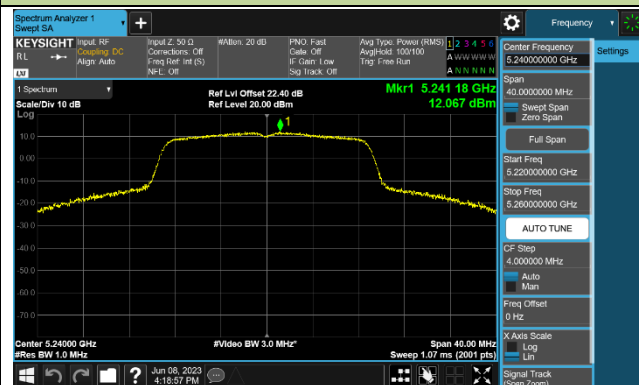 Spectrum Analyzer 1
Swept SA
+
Frequency
KEYSIGHT
Input: RF
Input Z: 50 Ω
#Atten: 20 dB
PNO: Fast
Avg Type: Power (RMS)
1 2 3 4 5 6
RL
Coupling: DC
Corrections: Off
Gate: Off
Avg|Hold: 100/100
A W W W W W
Align: Auto
Freq Ref: Int (S)
IF Gain: Low
Trig: Free Run
LXI
NFE: Off
Sig Track: Off
A N N N N N
Settings
Center Frequency
5.240000000 GHz
Span
40.0000000 MHz
Swept Span
Zero Span
Full Span
Start Freq
5.220000000 GHz
Stop Freq
5.260000000 GHz
AUTO TUNE
CF Step
4.000000 MHz
Auto
Man
Freq Offset
0 Hz
X Axis Scale
Log
Lin
Signal Track
(Span Zoom)
1 Spectrum
Ref Lvl Offset 22.40 dB
Mkr1 5.241 18 GHz
Scale/Div 10 dB
Ref Level 20.00 dBm
12.067 dBm
Log
1
10.0
0.00
-10.0
-20.0
-30.0
-40.0
-50.0
-60.0
-70.0
Center 5.24000 GHz
#Video BW 3.0 MHz*
Span 40.00 MHz
#Res BW 1.0 MHz
Sweep 1.07 ms (2001 pts)
?
Jun 08, 2023
4:18:57 PM